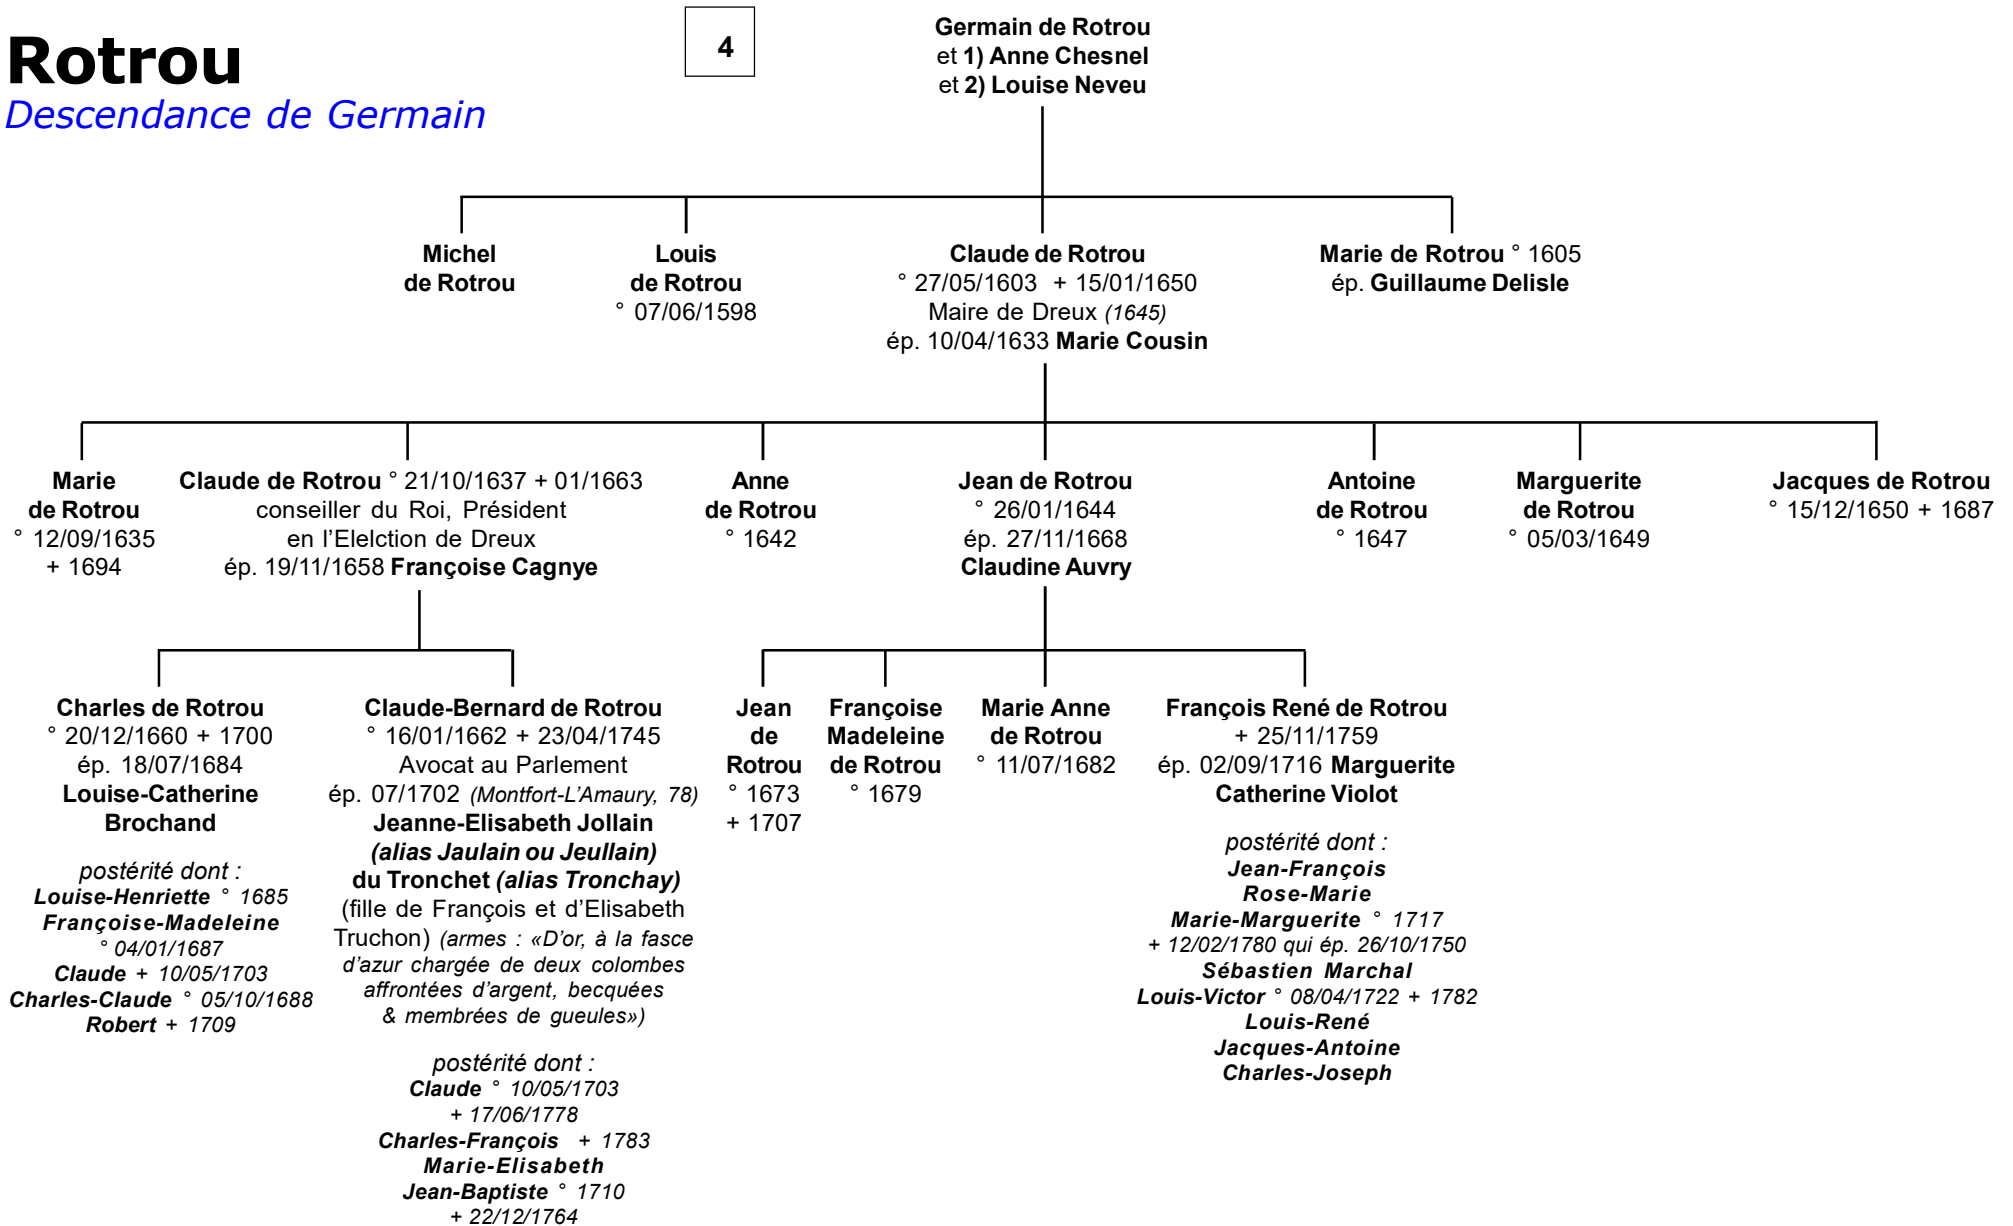 Rotrou
Descendance de Germain
4
Germain de Rotrou
et 1) Anne Chesnel
et 2) Louise Neveu
Michel
de Rotrou
Louis
de Rotrou
° 07/06/1598
Claude de Rotrou
° 27/05/1603 + 15/01/1650
Maire de Dreux (1645)
ép. 10/04/1633 Marie Cousin
Marie de Rotrou ° 1605
ép. Guillaume Delisle
Marie
de Rotrou
° 12/09/1635
+ 1694
Claude de Rotrou ° 21/10/1637 + 01/1663
conseiller du Roi, Président
en l'Elelction de Dreux
ép. 19/11/1658 Françoise Cagnye
Anne
de Rotrou
° 1642
Jean de Rotrou
° 26/01/1644
ép. 27/11/1668
Claudine Auvry
Antoine
de Rotrou
° 1647
Marguerite
de Rotrou
° 05/03/1649
Jacques de Rotrou
° 15/12/1650 + 1687
Charles de Rotrou
° 20/12/1660 + 1700
ép. 18/07/1684
Louise-Catherine
Brochand
postérité dont :
Louise-Henriette ° 1685
Françoise-Madeleine
° 04/01/1687
Claude + 10/05/1703
Charles-Claude ° 05/10/1688
Robert + 1709
Claude-Bernard de Rotrou
° 16/01/1662 + 23/04/1745
Avocat au Parlement
ép. 07/1702 (Montfort-L'Amaury, 78)
Jeanne-Elisabeth Jollain
(alias Jaulain ou Jeullain)
du Tronchet (alias Tronchay)
(fille de François et d'Elisabeth
Truchon) (armes : «D'or, à la fasce
d'azur chargée de deux colombes
affrontées d'argent, becquées
& membrées de gueules»)
postérité dont :
Claude ° 10/05/1703
+ 17/06/1778
Charles-François + 1783
Marie-Elisabeth
Jean-Baptiste ° 1710
+ 22/12/1764
Jean
de
Rotrou
° 1673
+ 1707
Françoise
Madeleine
de Rotrou
° 1679
Marie Anne
de Rotrou
° 11/07/1682
François René de Rotrou
+ 25/11/1759
ép. 02/09/1716 Marguerite
Catherine Violot
postérité dont :
Jean-François
Rose-Marie
Marie-Marguerite ° 1717
+ 12/02/1780 qui ép. 26/10/1750
Sébastien Marchal
Louis-Victor ° 08/04/1722 + 1782
Louis-René
Jacques-Antoine
Charles-Joseph